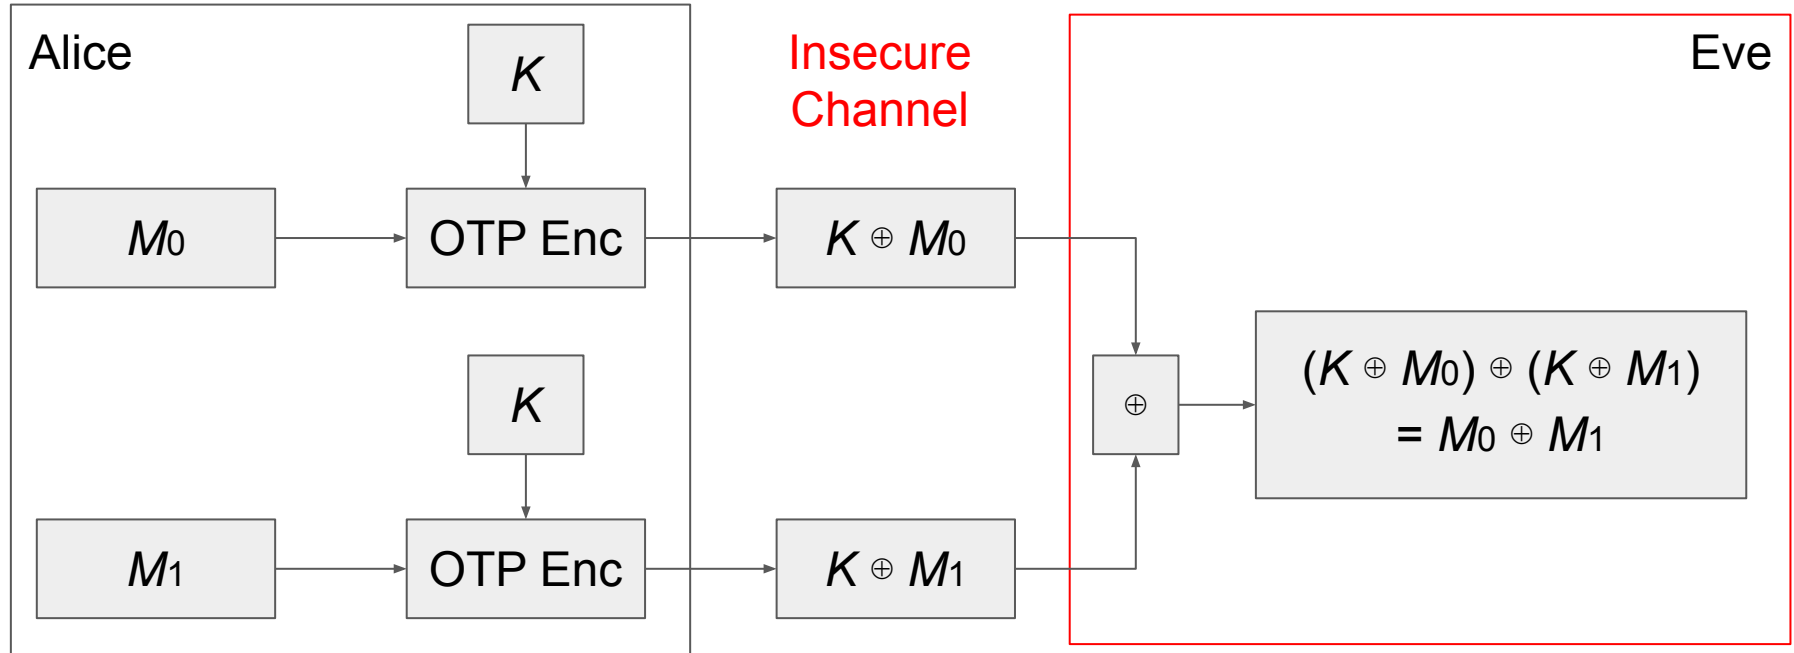 Alice
K
Insecure
Channel
Eve
M0
OTP Enc
K ⊕ M0
K
⊕
(K ⊕ M0) ⊕ (K ⊕ M1)
= M0 ⊕ M1
M1
OTP Enc
K ⊕ M1